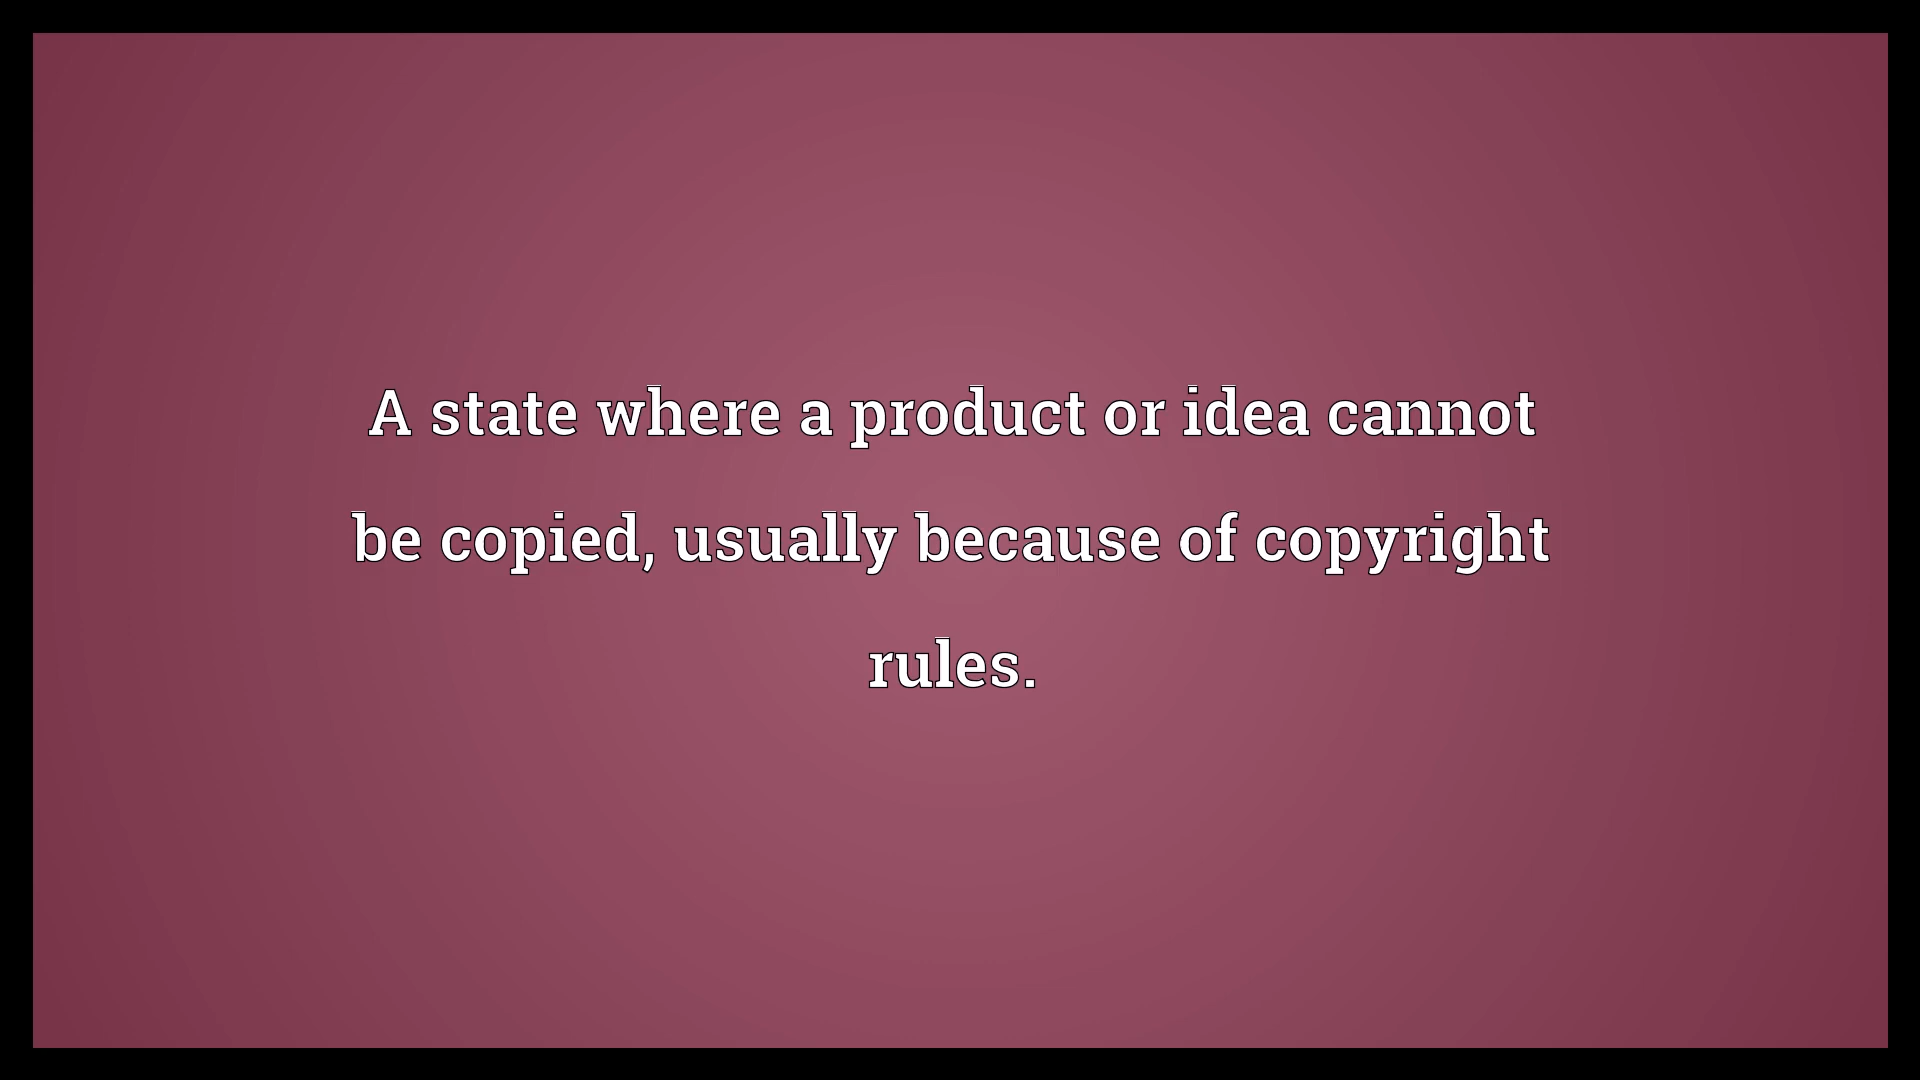 A state where a product or idea cannot
be copied, usually because of copyright
rules.